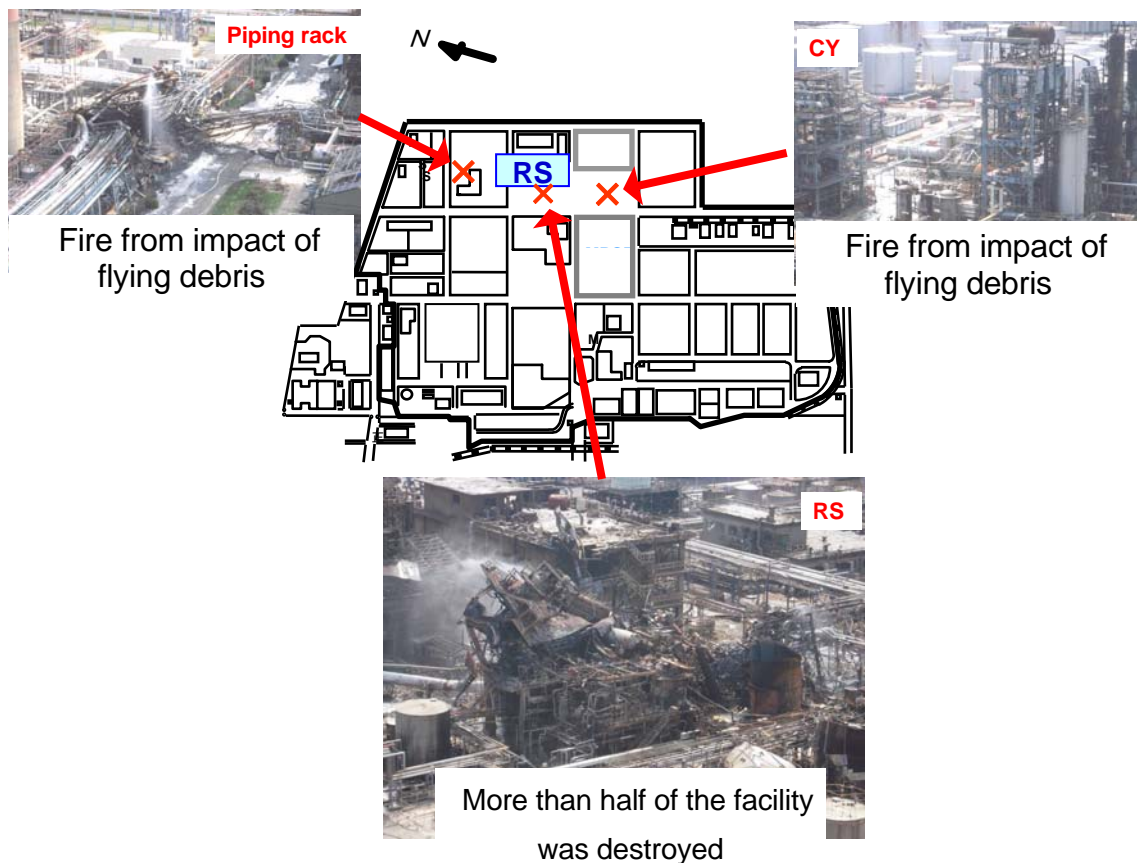 Piping rack
N
CY
RS
Fire from impact of
flying debris
Fire from impact of
flying debris
M
RS
More than half of the facility
was destroyed